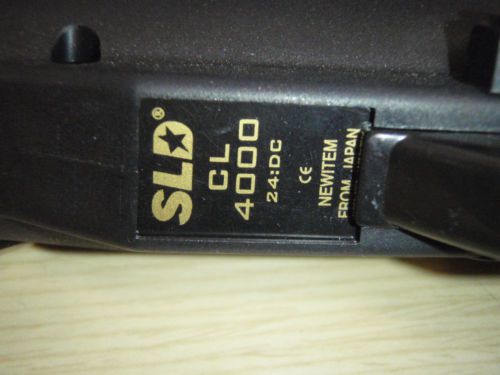 SLD®
CL
4000
24:DC
CE
NEWITEM
FROM JAPAN